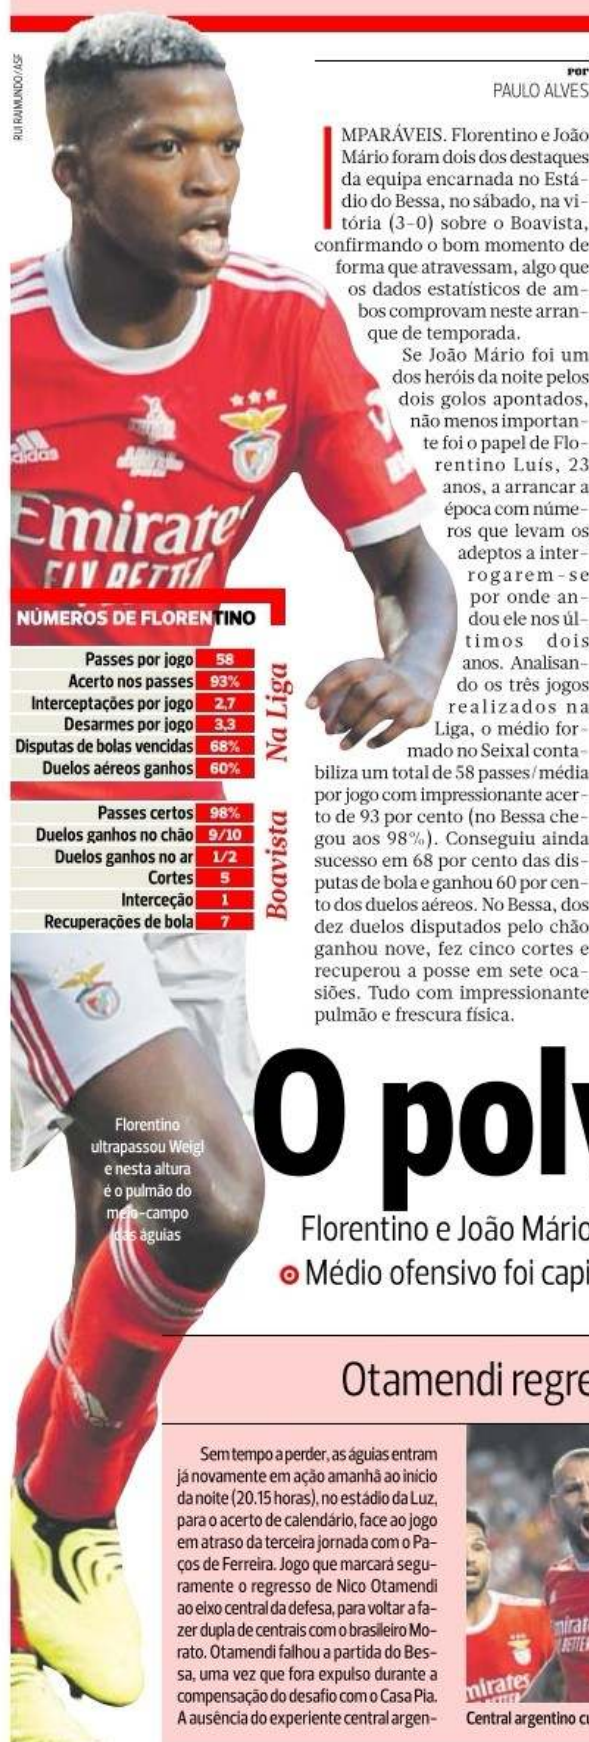 RUI RAIMUNDO/ASF
por
PAULO ALVES
IMPARÁVEIS. Florentino e João
Mário foram dois dos destaques
da equipa encarnada no Está-
dio do Bessa, no sábado, na vi-
tória (3-0) sobre o Boavista,
confirmando o bom momento de
forma que atravessam, algo que
os dados estatísticos de am-
bos comprovam neste arran-
que de temporada.
Se João Mário foi um
dos heróis da noite pelos
dois golos apontados,
não menos importan-
te foi o papel de Flo-
rentino Luís, 23
anos, a arrancar a
época com núme-
ros que levam os
adeptos a inter-
rogarem-se
por onde an-
dou ele nos úl-
timos dois
anos. Analisan-
do os três jogos
realizados na
Liga, o médio for-
mado no Seixal conta-
biliza um total de 58 passes/média
por jogo com impressionante acer-
to de 93 por cento (no Bessa che-
gou aos 98%). Conseguiu ainda
sucesso em 68 por cento das dis-
putas de bola e ganhou 60 por cen-
to dos duelos aéreos. No Bessa, dos
dez duelos disputados pelo chão
ganhou nove, fez cinco cortes e
recuperou a posse em sete oca-
siões. Tudo com impressionante
pulmão e frescura física.
adidas
Emirates
FLY BETTER
NÚMEROS DE FLORENTINO
Na Liga
Passes por jogo 58
Acerto nos passes 93%
Interceptações por jogo 2,7
Desarmes por jogo 3,3
Disputas de bolas vencidas 68%
Duelos aéreos ganhos 60%
Boavista
Passes certos 98%
Duelos ganhos no chão 9/10
Duelos ganhos no ar 1/2
Cortes 5
Interceção 1
Recuperações de bola 7
Florentino
ultrapassou Weigl
e nesta altura
é o pulmão do
meio-campo
das águias
O pol
Florentino e João Mário
Médio ofensivo foi capi
Otamendi regre
Sem tempo a perder, as águias entram
já novamente em ação amanhã ao início
da noite (20.15 horas), no estádio da Luz,
para o acerto de calendário, face ao jogo
em atraso da terceira jornada com o Pa-
ços de Ferreira. Jogo que marcará segu-
ramente o regresso de Nico Otamendi
ao eixo central da defesa, para voltar a fa-
zer dupla de centrais com o brasileiro Mo-
rato. Otamendi falhou a partida do Bes-
sa, uma vez que fora expulso durante a
compensação do desafio com o Casa Pia.
A ausência do experiente central argen-
Central argentino cu